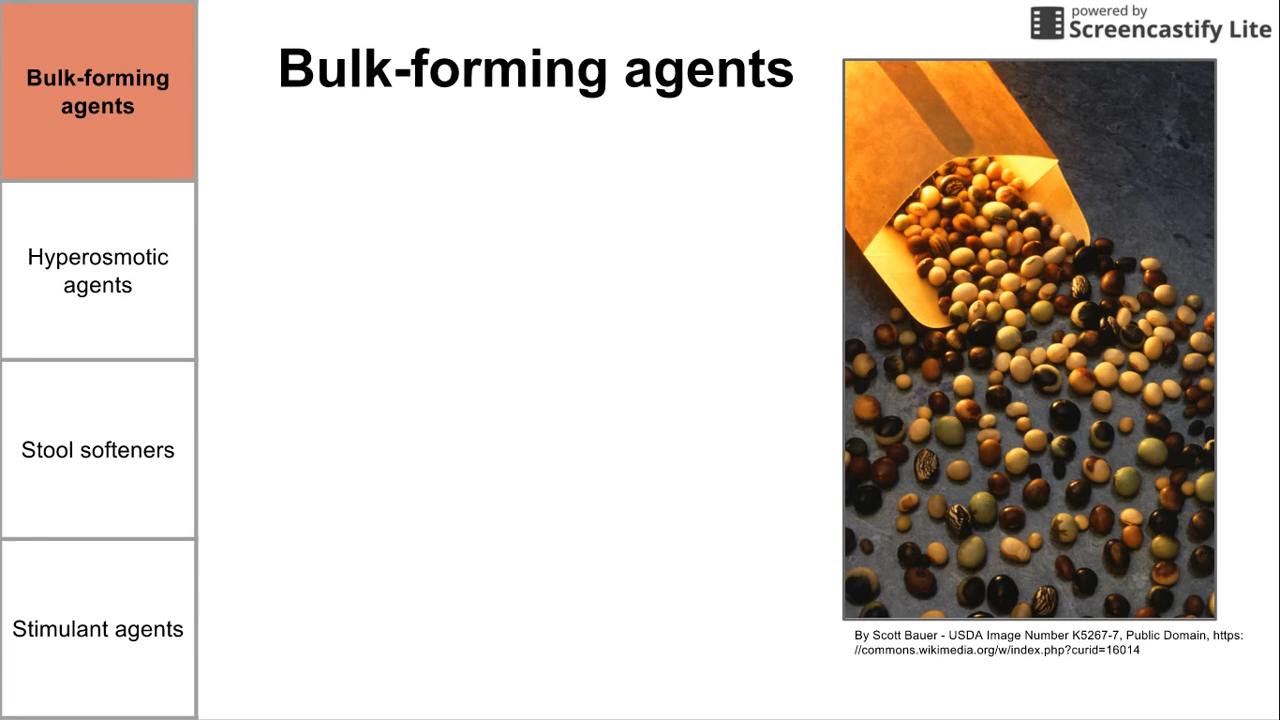 powered by
Screencastify Lite
Bulk-forming agents
Bulk-forming
agents
Hyperosmotic
agents
Stool softeners
Stimulant agents
By Scott Bauer - USDA Image Number K5267-7, Public Domain, https:
//commons.wikimedia.org/w/index.php?curid=16014